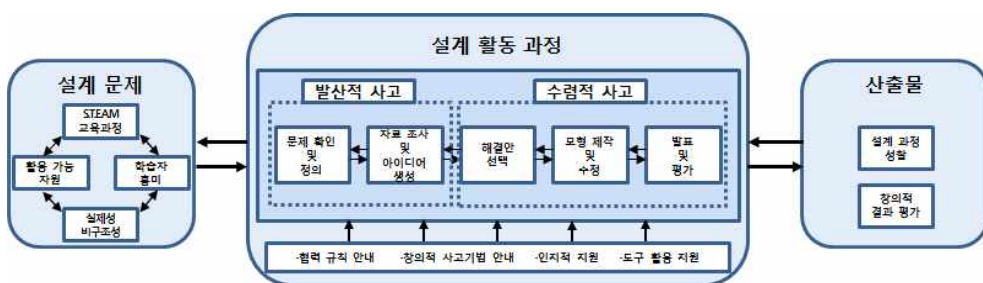 설계 활동 과정
설계 문제
STEAM
교육과정
활용 가능
자원
학습자
흥미
실제성
비구조성
발산적 사고
수렴적 사고
문제 확인
및
정의
자료 조사
및
아이디어
생성
해결안
선택
모형 제작
및
수정
발표
및
평가
-협력 규칙 안내 -창의적 사고기법 안내 -인지적 지원 -도구 활용 지원
산출물
설계 과정
성찰
창의적
결과 평가